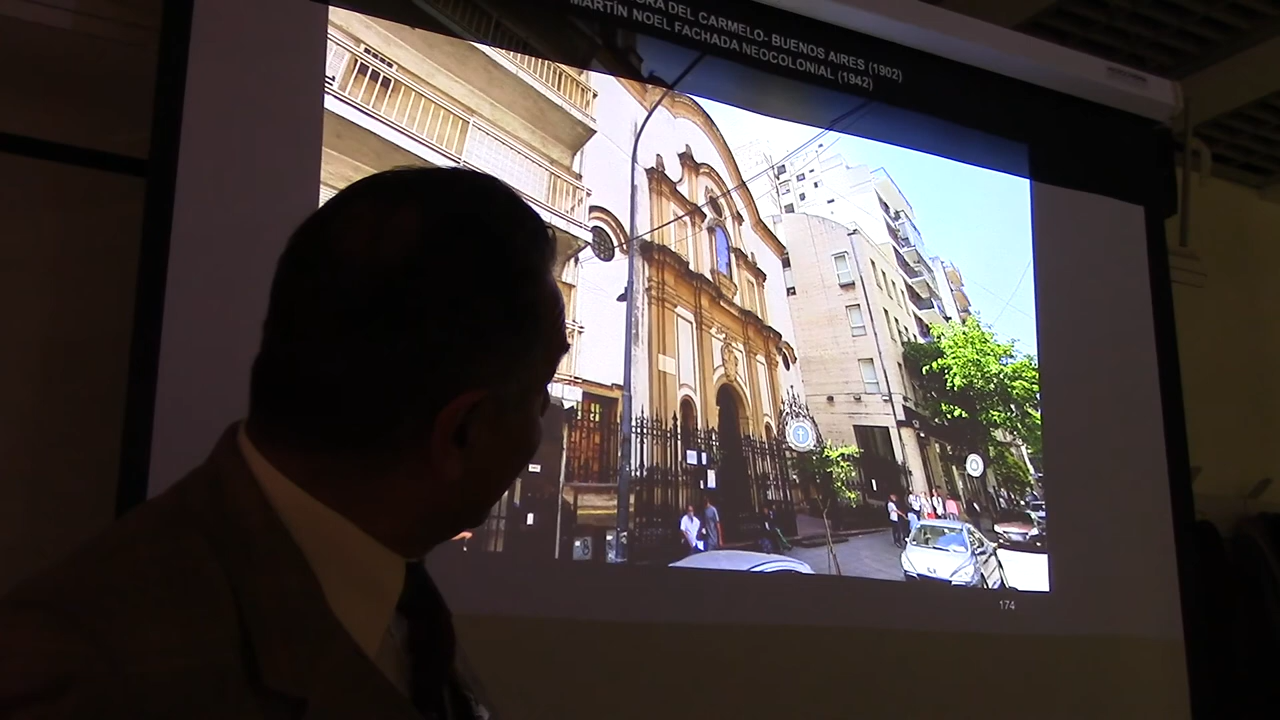 ORA DEL CARMELO- BUENOS AIRES (1902)
MARTÍN NOEL FACHADA NEOCOLONIAL (1942)
174